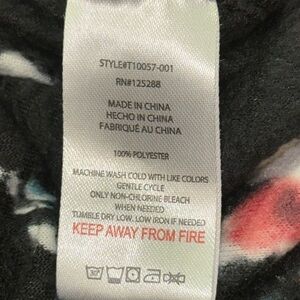 STYLE#T10057-001
RN#125288
MADE IN CHINA
HECHO EN CHINA
FABRIQUÉ AU CHINA
100% POLYESTER
MACHINE WASH COLD WITH LIKE COLORS
GENTLE CYCLE
ONLY NON-CHLORINE BLEACH
WHEN NEEDED
TUMBLE DRY LOW. LOW IRON IF NEEDED
KEEP AWAY FROM FIRE